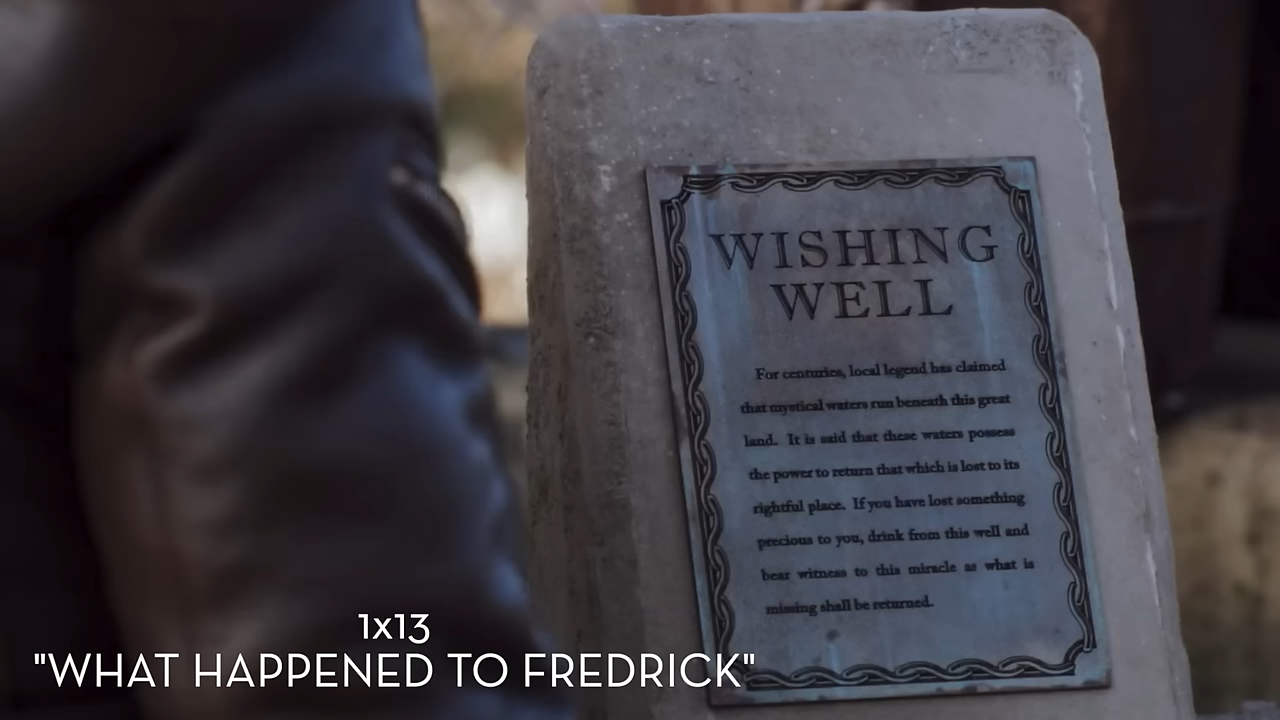 WISHING
WELL
For centuries, local legend has claimed
that mystical waters run beneath this great
land. It is said that these waters possess
the power to return that which is lost to its
rightful place. If you have lost something
precious to you, drink from this well and
bear witness to this miracle as what is
missing shall be returned.
1x13
"WHAT HAPPENED TO FREDRICK"